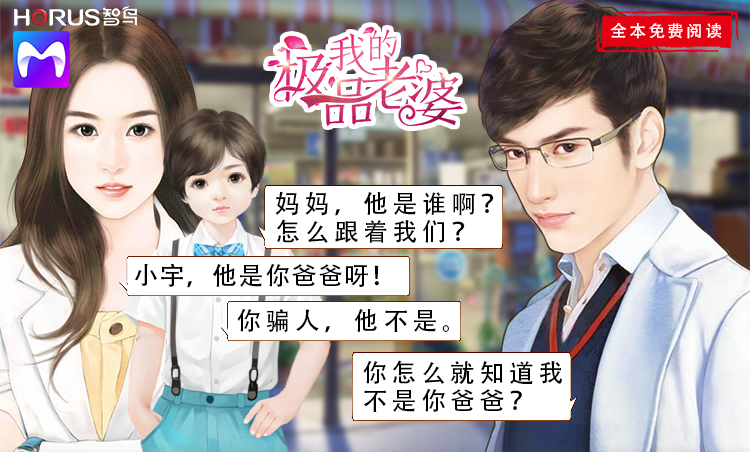 HORUS智鸟
全本免费阅读
我的
极品老婆
妈妈，他是谁啊？
怎么跟着我们？
小宇，他是你爸爸呀！
你骗人，他不是。
你怎么就知道我
不是你爸爸？